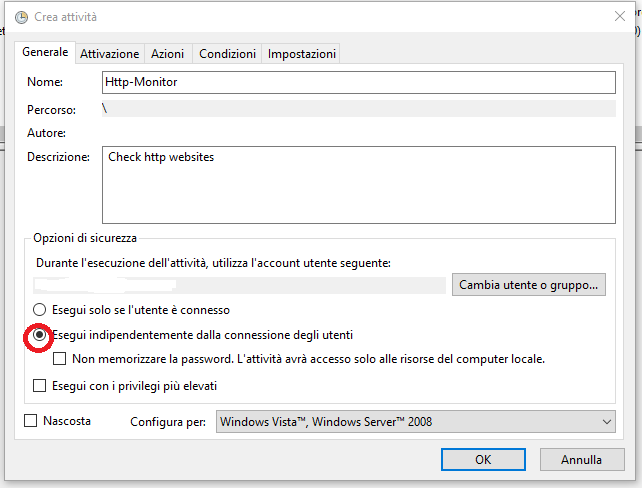 Crea attività
Generale Attivazione Azioni Condizioni Impostazioni
Nome: Http-Monitor
Percorso: \
Autore:
Descrizione: Check http websites
Opzioni di sicurezza
Durante l'esecuzione dell'attività, utilizza l'account utente seguente:
Cambia utente o gruppo...
Esegui solo se l'utente è connesso
Esegui indipendentemente dalla connessione degli utenti
Non memorizzare la password. L'attività avrà accesso solo alle risorse del computer locale.
Esegui con i privilegi più elevati
Nascosta Configura per: Windows Vista™, Windows Server™ 2008
OK Annulla